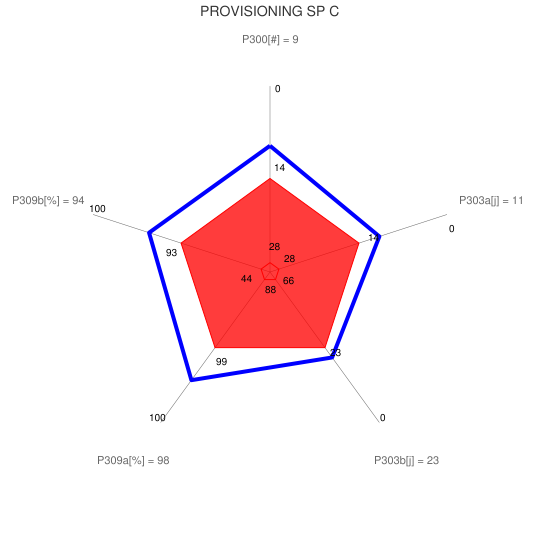 PROVISIONING SP C
P300[#] = 9
0
14
P309b[%] = 94
100
P303a[j] = 11
0
14
93
28
28
44
66
88
23
99
100
0
P309a[%] = 98
P303b[j] = 23